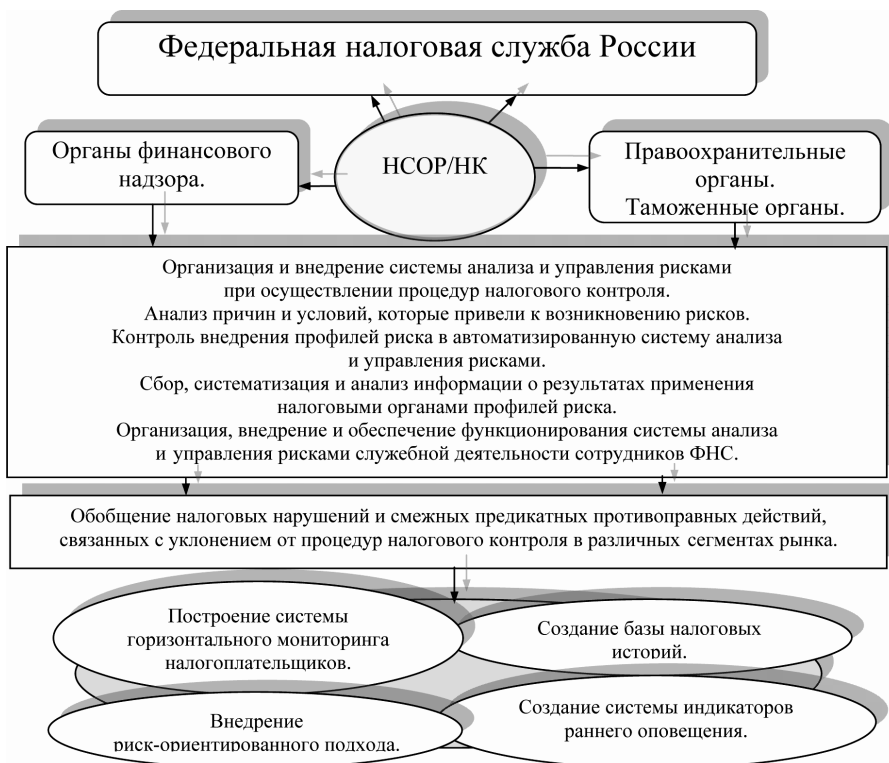 Федеральная налоговая служба России
Органы финансового
надзора.
НСОР/НК
Правоохранительные
органы.
Таможенные органы.
Организация и внедрение системы анализа и управления рисками
при осуществлении процедур налогового контроля.
Анализ причин и условий, которые привели к возникновению рисков.
Контроль внедрения профилей риска в автоматизированную систему анализа
и управления рисками.
Сбор, систематизация и анализ информации о результатах применения
налоговыми органами профилей риска.
Организация, внедрение и обеспечение функционирования системы анализа
и управления рисками служебной деятельности сотрудников ФНС.
Обобщение налоговых нарушений и смежных предикатных противоправных действий,
связанных с уклонением от процедур налогового контроля в различных сегментах рынка.
Построение системы
горизонтального мониторинга
налогоплательщиков.
Создание базы налоговых
историй.
Внедрение
риск-ориентированного подхода.
Создание системы индикаторов
раннего оповещения.